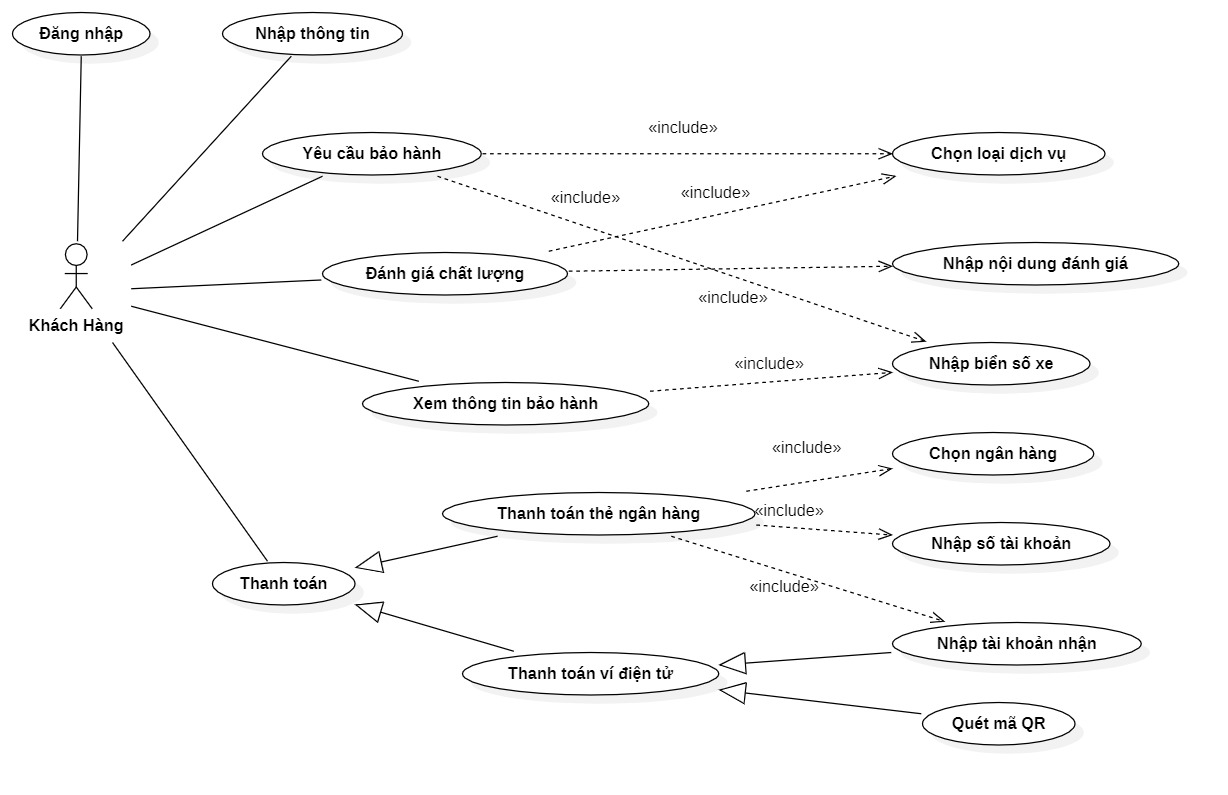 Đăng nhập
Nhập thông tin
«include»
Yêu cầu bảo hành
Chọn loại dịch vụ
«include»
«include»
Đánh giá chất lượng
Nhập nội dung đánh giá
«include»
Khách Hàng
«include»
Nhập biển số xe
Xem thông tin bảo hành
«include»
Chọn ngân hàng
Thanh toán thẻ ngân hàng
«include»
Nhập số tài khoản
Thanh toán
«include»
Nhập tài khoản nhận
Thanh toán ví điện tử
Quét mã QR